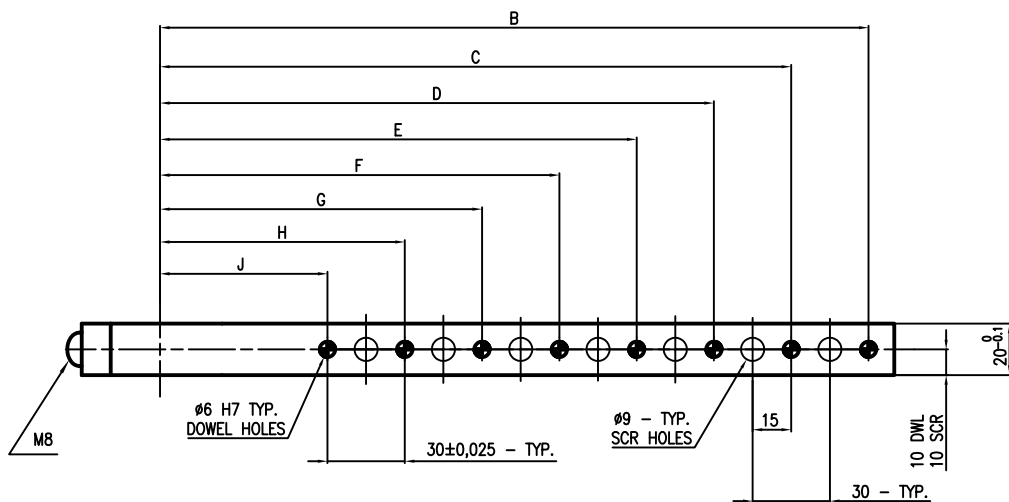 B
C
D
E
F
G
H
J
M8
ø6 H7 TYP.
DOWEL HOLES
30±0,025 - TYP.
ø9 - TYP.
SCR HOLES
15
30 - TYP.
10 DWL
10 SCR
20 0 -0.1